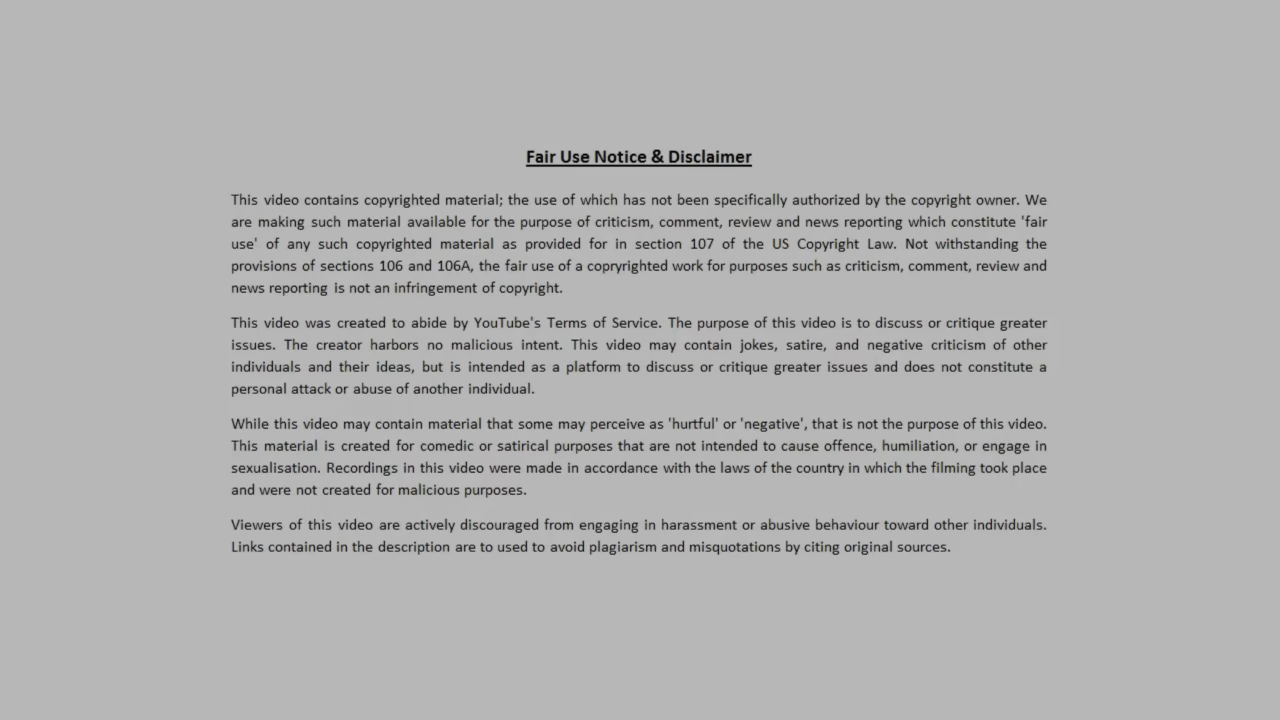 Fair Use Notice & Disclaimer
This video contains copyrighted material; the use of which has not been specifically authorized by the copyright owner. We
are making such material available for the purpose of criticism, comment, review and news reporting which constitute 'fair
use' of any such copyrighted material as provided for in section 107 of the US Copyright Law. Not withstanding the
provisions of sections 106 and 106A, the fair use of a copryrighted work for purposes such as criticism, comment, review and
news reporting is not an infringement of copyright.
This video was created to abide by YouTube's Terms of Service. The purpose of this video is to discuss or critique greater
issues. The creator harbors no malicious intent. This video may contain jokes, satire, and negative criticism of other
individuals and their ideas, but is intended as a platform to discuss or critique greater issues and does not constitute a
personal attack or abuse of another individual.
While this video may contain material that some may perceive as 'hurtful' or 'negative', that is not the purpose of this video.
This material is created for comedic or satirical purposes that are not intended to cause offence, humiliation, or engage in
sexualisation. Recordings in this video were made in accordance with the laws of the country in which the filming took place
and were not created for malicious purposes.
Viewers of this video are actively discouraged from engaging in harassment or abusive behaviour toward other individuals.
Links contained in the description are to used to avoid plagiarism and misquotations by citing original sources.